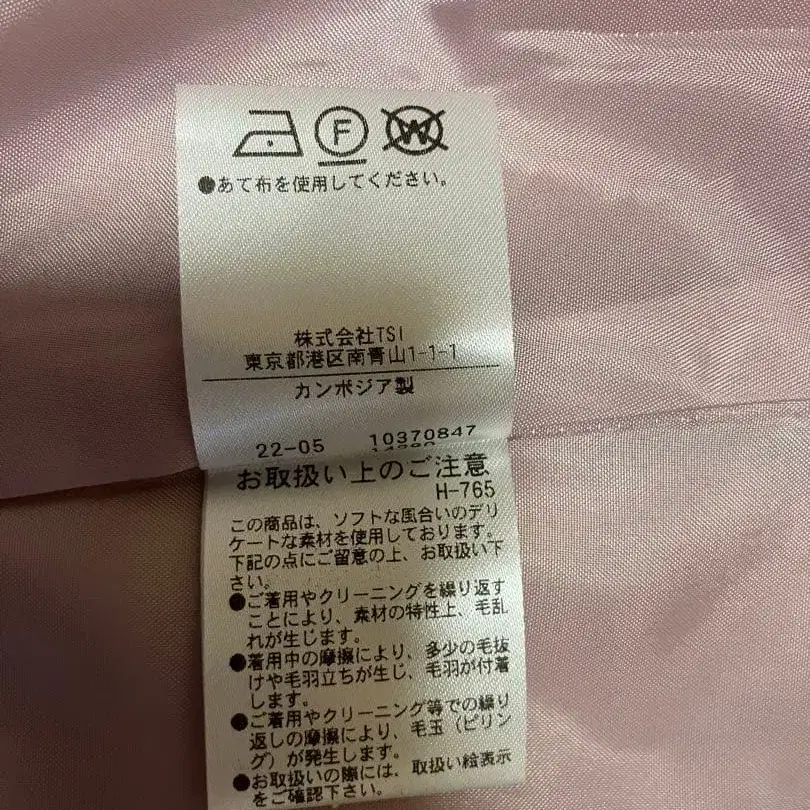 F W
●あて布を使用してください。
株式会社TSI
東京都港区南青山1-1-1
カンボジア製
22-05 10370847
お取扱い上のご注意
H-765
この商品は、ソフトな風合いのデリ
ケートな素材を使用しております。
下記の点にご留意の上、お取扱い下
さい。
●ご着用やクリーニングを繰り返す
ことにより、素材の特性上、毛乱
れが生じます。
●着用中の摩擦により、多少の毛抜
けや毛羽立ちが生じ、毛羽が付着
します。
●ご着用やクリーニング等での繰り
返しの摩擦により、毛玉（ピリン
グ）が発生します。
●お取扱いの際には、取扱い絵表示
をご確認下さい。